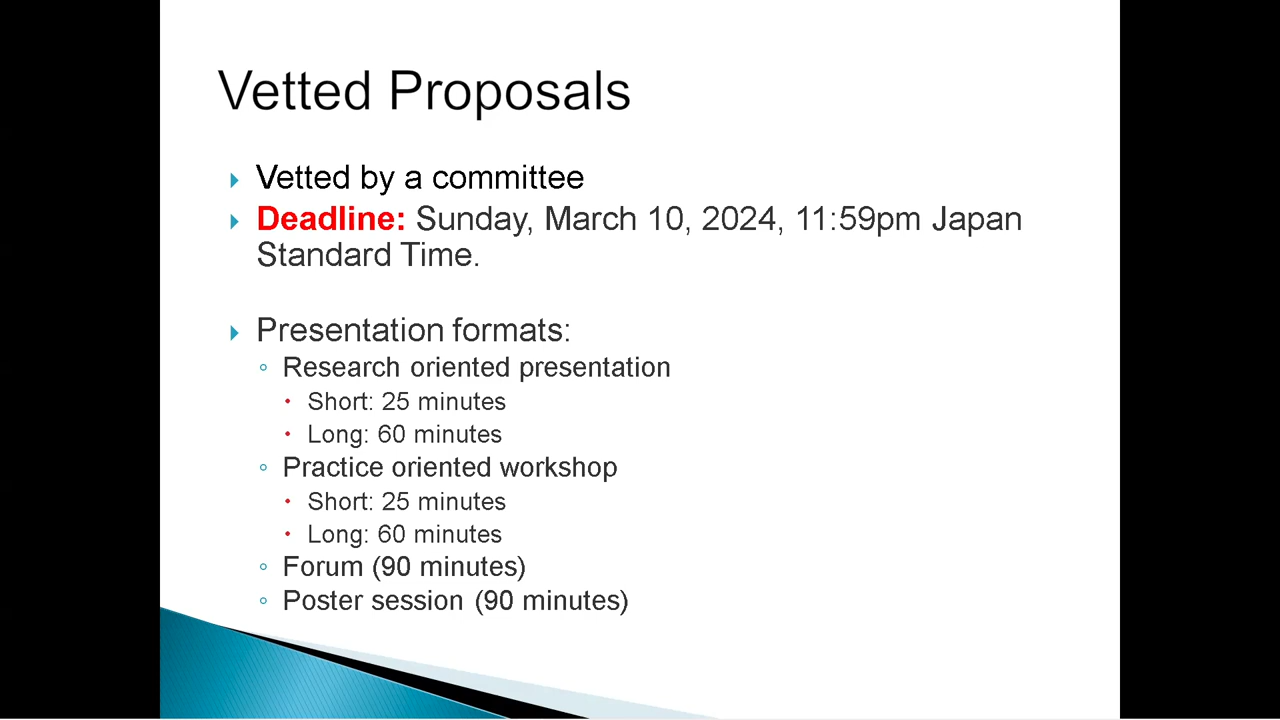 Vetted Proposals
Vetted by a committee
Deadline: Sunday, March 10, 2024, 11:59pm Japan
Standard Time.
Presentation formats:
Research oriented presentation
Short: 25 minutes
Long: 60 minutes
Practice oriented workshop
Short: 25 minutes
Long: 60 minutes
Forum (90 minutes)
Poster session (90 minutes)